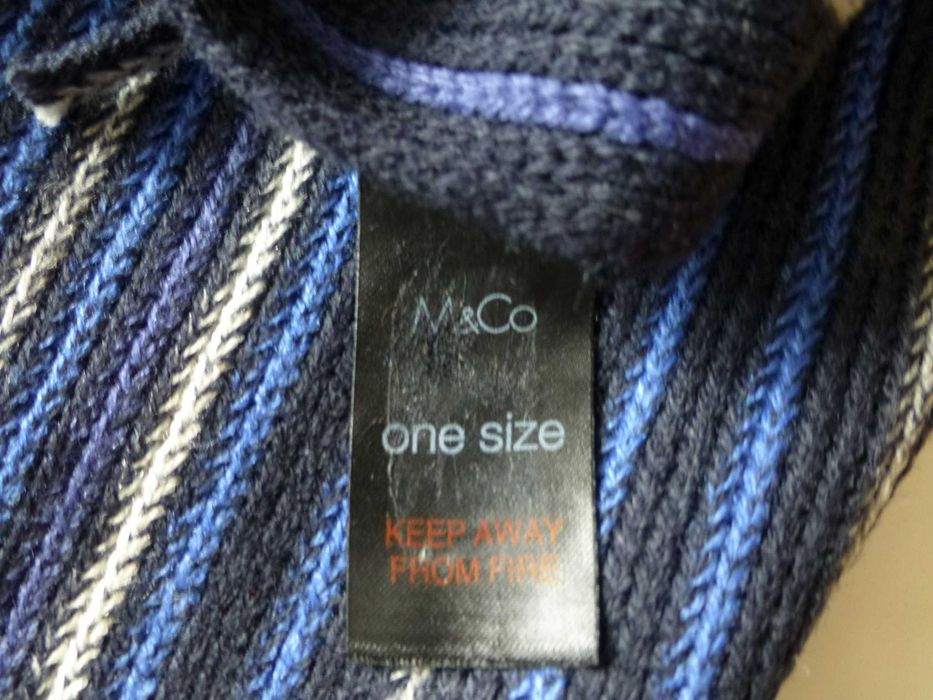 M&Co
one size
KEEP AWAY
FROM FIRE